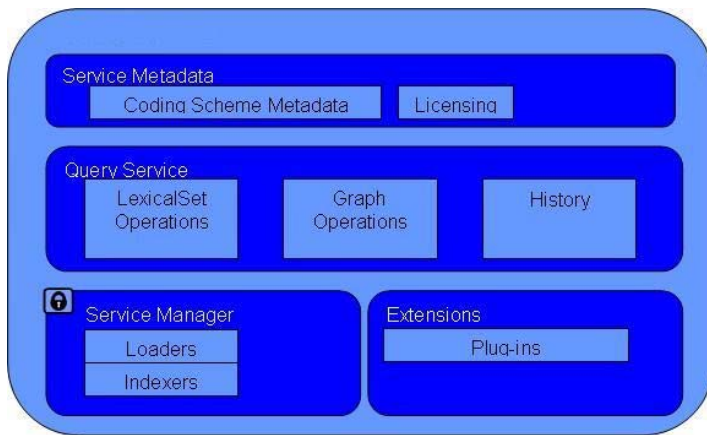 Service Metadata
Coding Scheme Metadata
Licensing
Query Service
LexicalSet
Operations
Graph
Operations
History
Service Manager
Loaders
Indexers
Extensions
Plug-ins